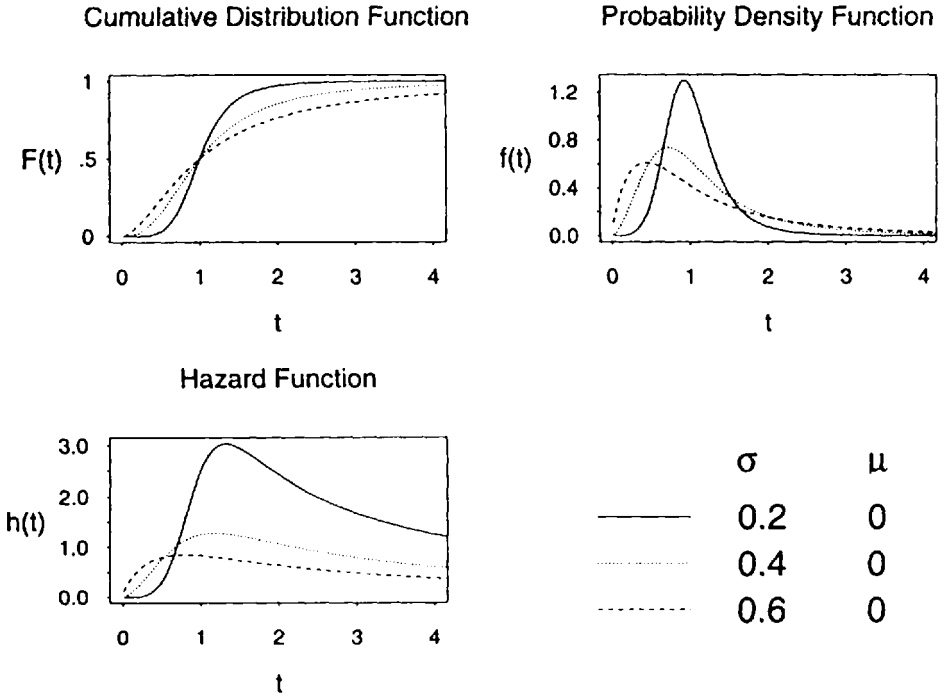 Cumulative Distribution Function
1
.5
0
F(t)
0 1 2 3 4
t
Probability Density Function
1.2
0.8
0.4
0.0
f(t)
0 1 2 3 4
t
Hazard Function
3.0
2.0
1.0
0.0
h(t)
0 1 2 3 4
t
σ μ
0.2 0
0.4 0
0.6 0